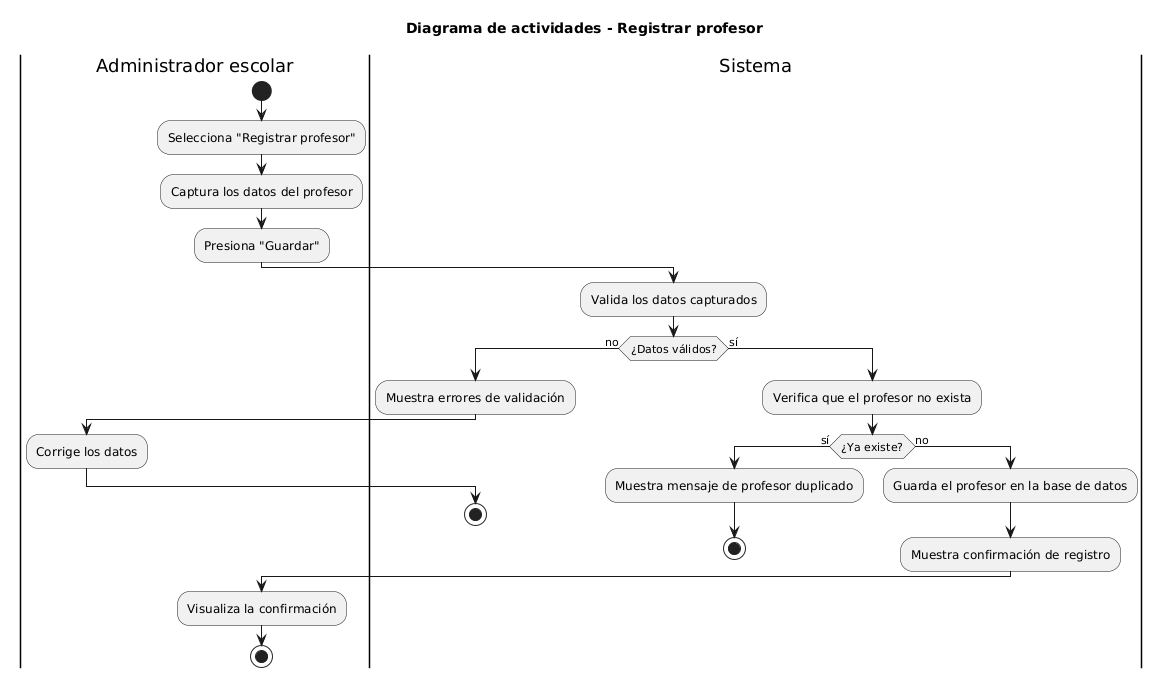 Diagrama de actividades - Registrar profesor
Administrador escolar
Sistema
Selecciona "Registrar profesor"
Captura los datos del profesor
Presiona "Guardar"
Valida los datos capturados
no
¿Datos válidos?
sí
Muestra errores de validación
Verifica que el profesor no exista
Corrige los datos
sí
¿Ya existe?
no
Muestra mensaje de profesor duplicado
Guarda el profesor en la base de datos
Muestra confirmación de registro
Visualiza la confirmación